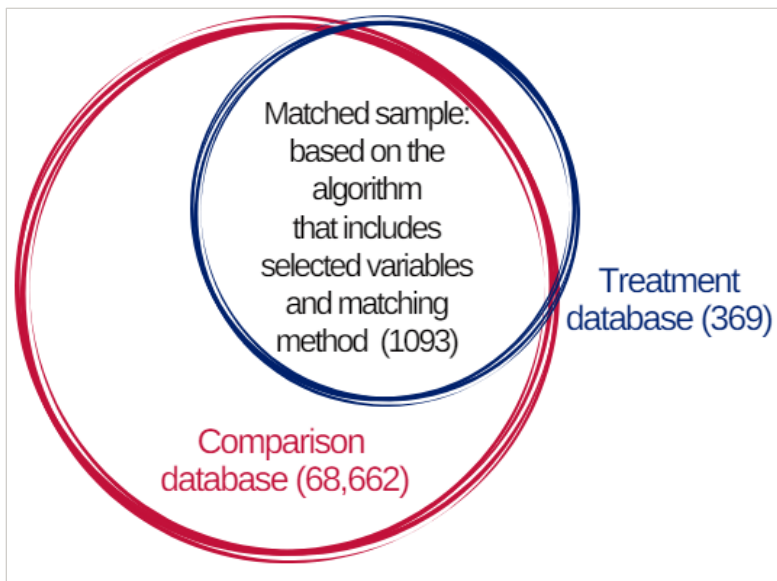 Matched sample:
based on the
algorithm
that includes
selected variables
and matching
method (1093)
Treatment
database (369)
Comparison
database (68,662)